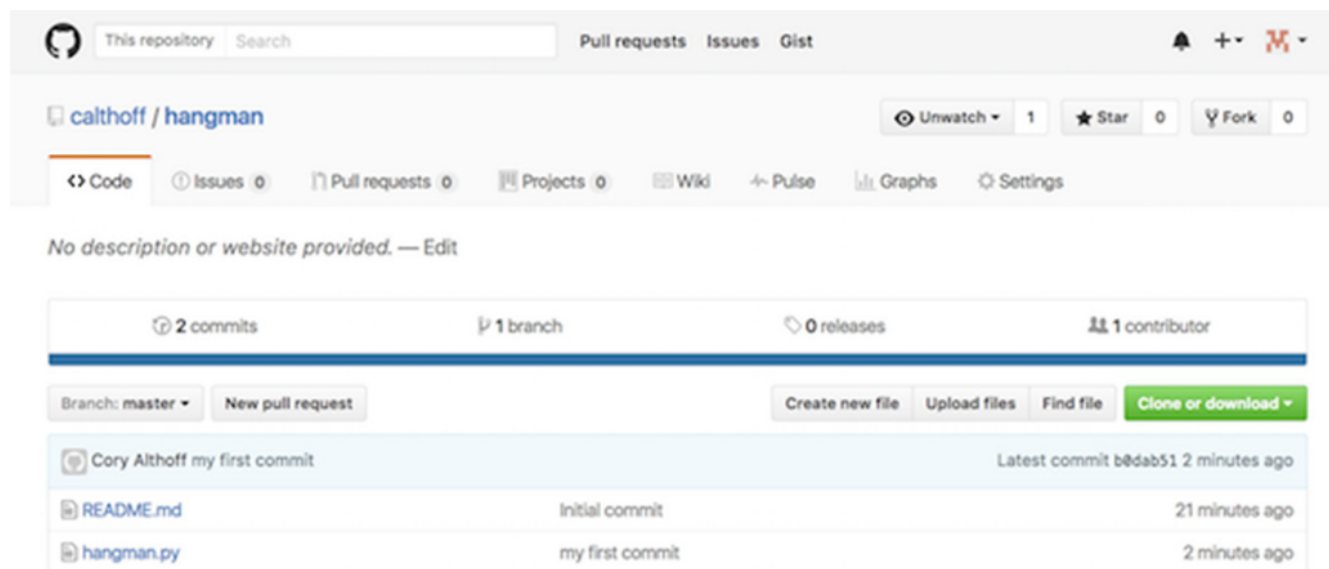 This repository Search Pull requests Issues Gist
calthoff / hangman Unwatch 1 Star 0 Fork 0
<> Code Issues 0 Pull requests 0 Projects 0 Wiki Pulse Graphs Settings
No description or website provided. — Edit
2 commits 1 branch 0 releases 1 contributor
Branch: master New pull request Create new file Upload files Find file Clone or download
Cory Althoff my first commit Latest commit b0dab51 2 minutes ago
README.md Initial commit 21 minutes ago
hangman.py my first commit 2 minutes ago